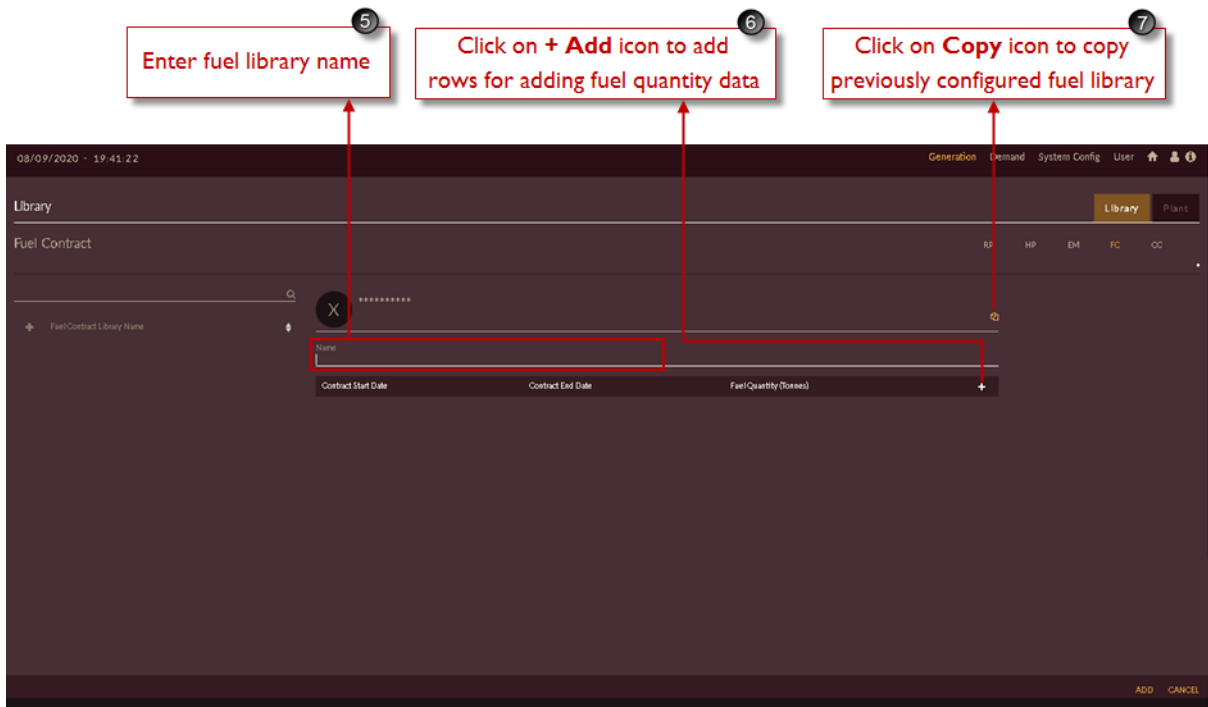 5
Enter fuel library name
6
Click on + Add icon to add
rows for adding fuel quantity data
7
Click on Copy icon to copy
previously configured fuel library
08/09/2020 - 19:41:22
Generation Demand System Config User
Library
Library Plant
Fuel Contract
HP EM FC CC
X **********
Fuel Contract Library Name
Name
Contract Start Date Contract End Date Fuel Quantity (Tonnes) +
ADD CANCEL